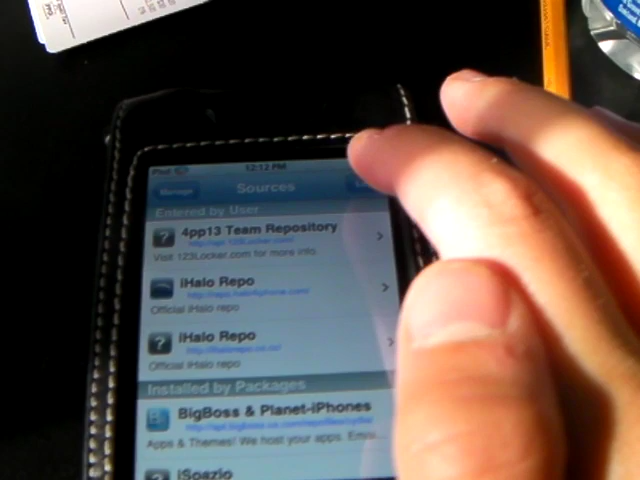 iPod
12:12 PM
Manage
Sources
Entered by User
4pp13 Team Repository
Visit 123Locker.com for more info
iHalo Repo
Official iHalo repo
iHalo Repo
Official iHalo repo
Installed by Packages
BigBoss & Planet-iPhones
Apps & Themes! We host your apps.
iSpazio